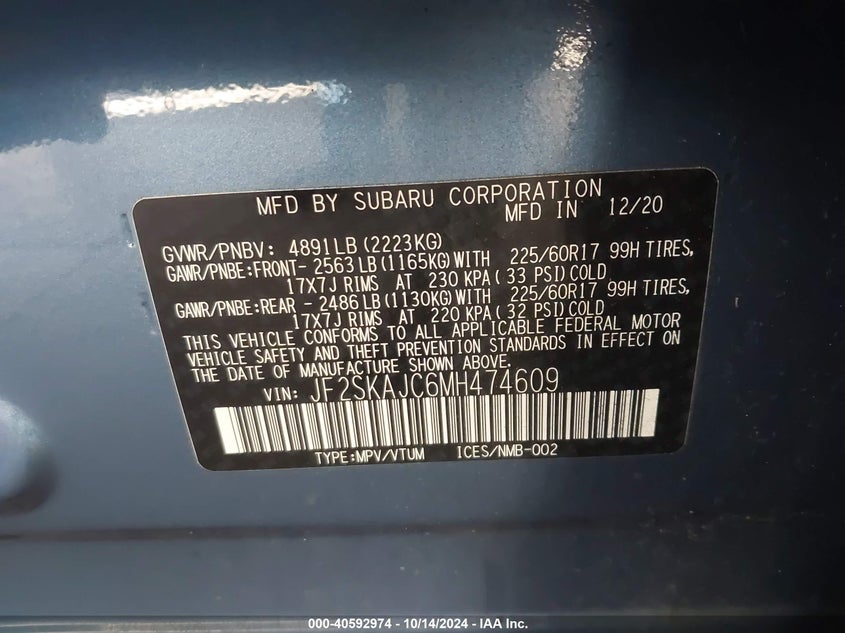 MFD BY SUBARU CORPORATION
MFD IN 12/20
GVWR/PNBV: 4891LB(2223KG)
GAWR/PNBE:FRONT- 2563LB(1165KG)WITH 225/60R17 99H TIRES,
17X7J RIMS AT 230 KPA(33 PSI)COLD
GAWR/PNBE:REAR - 2486LB(1130KG)WITH 225/60R17 99H TIRES,
17X7J RIMS AT 220 KPA(32 PSI)COLD
THIS VEHICLE CONFORMS TO ALL APPLICABLE FEDERAL MOTOR
VEHICLE SAFETY AND THEFT PREVENTION STANDARDS IN EFFECT ON
THE DATE OF MANUFACTURE SHOWN ABOVE.
VIN: JF2SKAJC6MH474609
TYPE:MPV/VTUM ICES/NMB-002
000-40592974 - 10/14/2024 - IAA Inc.